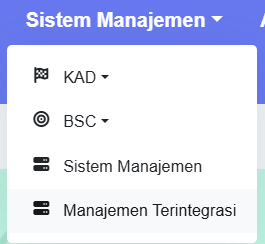 Sistem Manajemen
KAD
BSC
Sistem Manajemen
Manajemen Terintegrasi